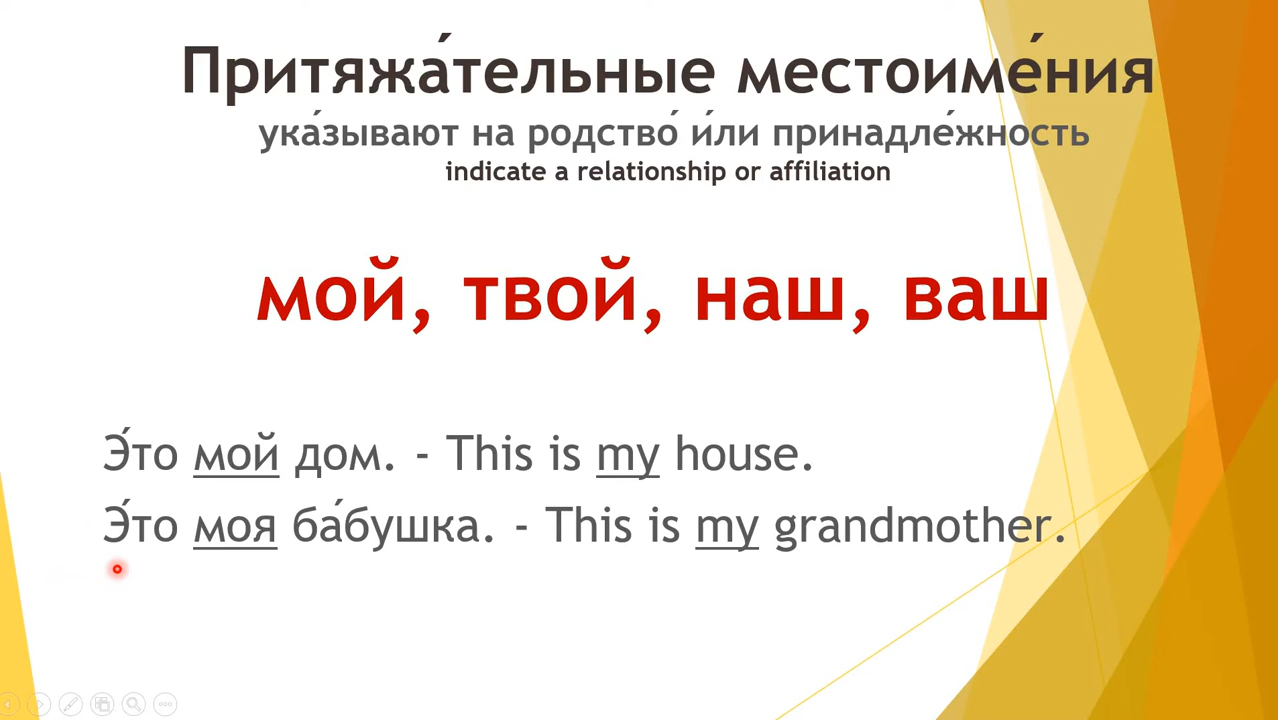 Притяжа́тельные местоиме́ния
ука́зывают на родство́ и́ли принадле́жность
indicate a relationship or affiliation
мой, твой, наш, ваш
Э́то мой дом. - This is my house.
Э́то моя ба́бушка. - This is my grandmother.